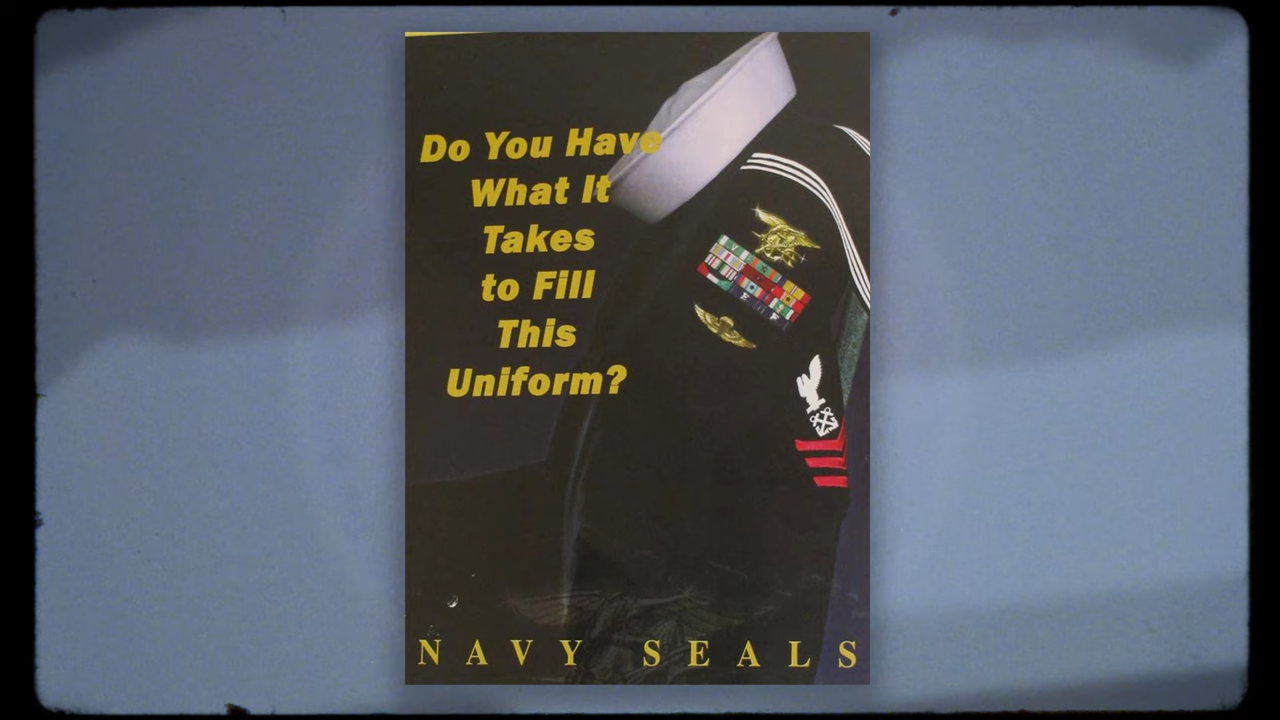 Do You Have
What It
Takes
to Fill
This
Uniform?
NAVY SEALS